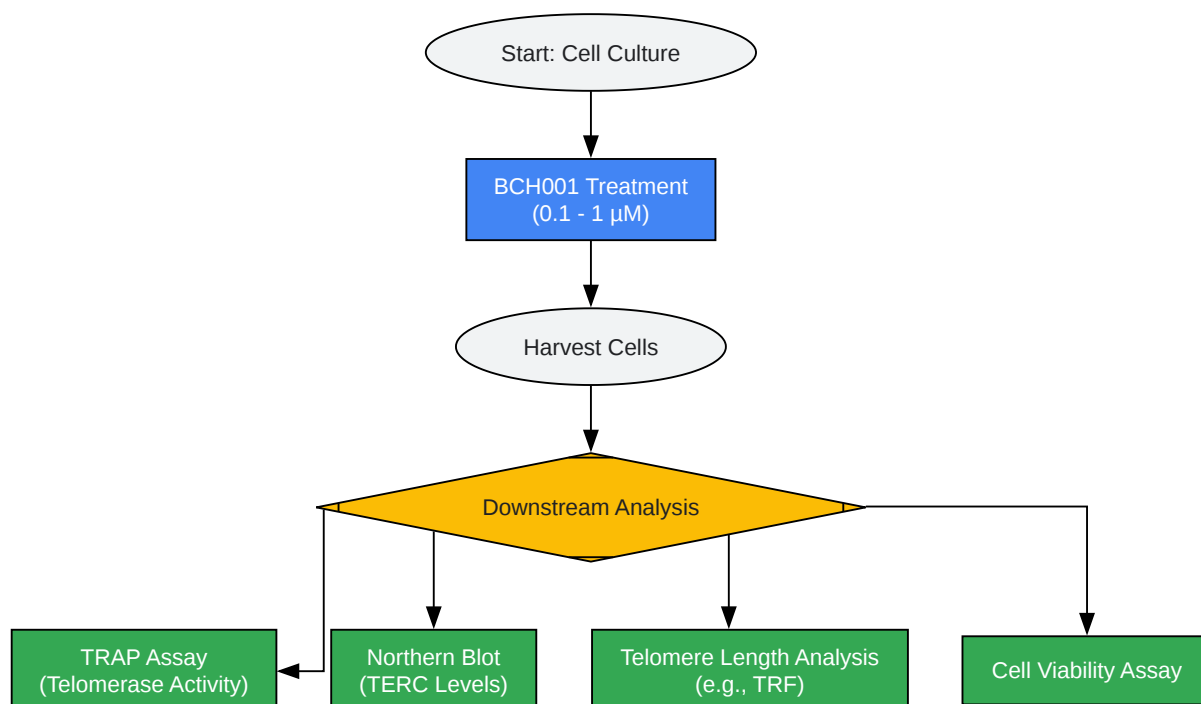 Start: Cell Culture
BCH001 Treatment
(0.1 - 1 µM)
Harvest Cells
Downstream Analysis
TRAP Assay
(Telomerase Activity)
Northern Blot
(TERC Levels)
Telomere Length Analysis
(e.g., TRF)
Cell Viability Assay